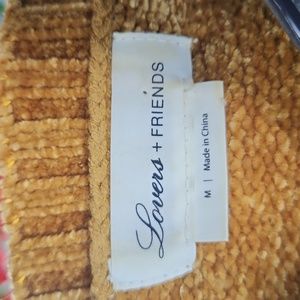 Lovers + FRIENDS
M | Made in China